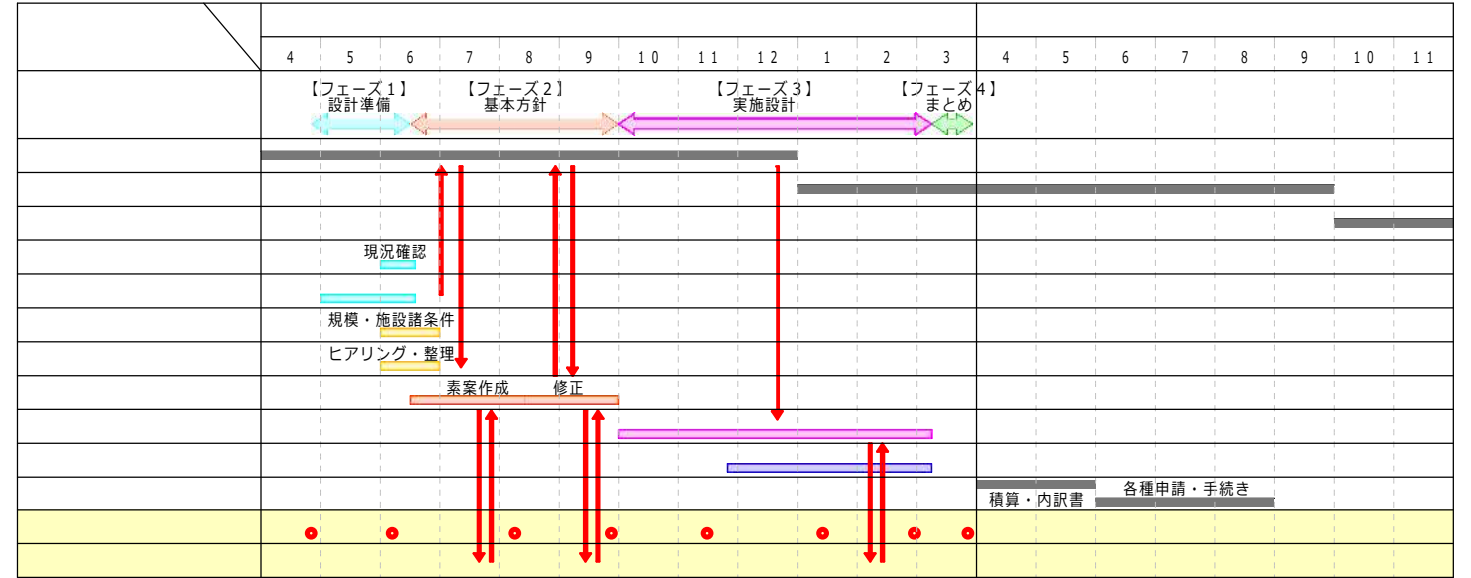 4 5 6 7 8 9 10 11 12 1 2 3 4 5 6 7 8 9 10 11
【フェーズ1】 【フェーズ2】 【フェーズ3】 【フェーズ4】
設計準備 基本方針 実施設計 まとめ
現況確認
規模・施設諸条件
ヒアリング・整理
素案作成 修正
各種申請・手続き
積算・内訳書